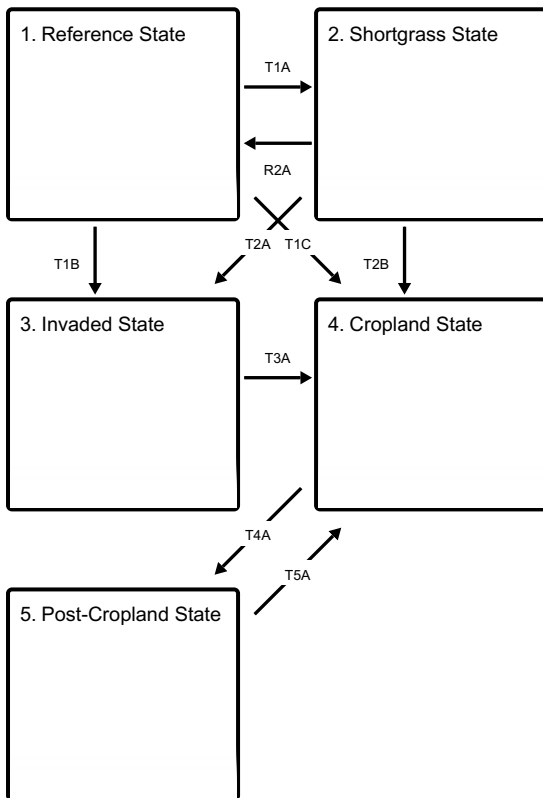 1. Reference State
2. Shortgrass State
T1A
R2A
T2A
T1C
T1B
T2B
3. Invaded State
4. Cropland State
T3A
T4A
T5A
5. Post-Cropland State